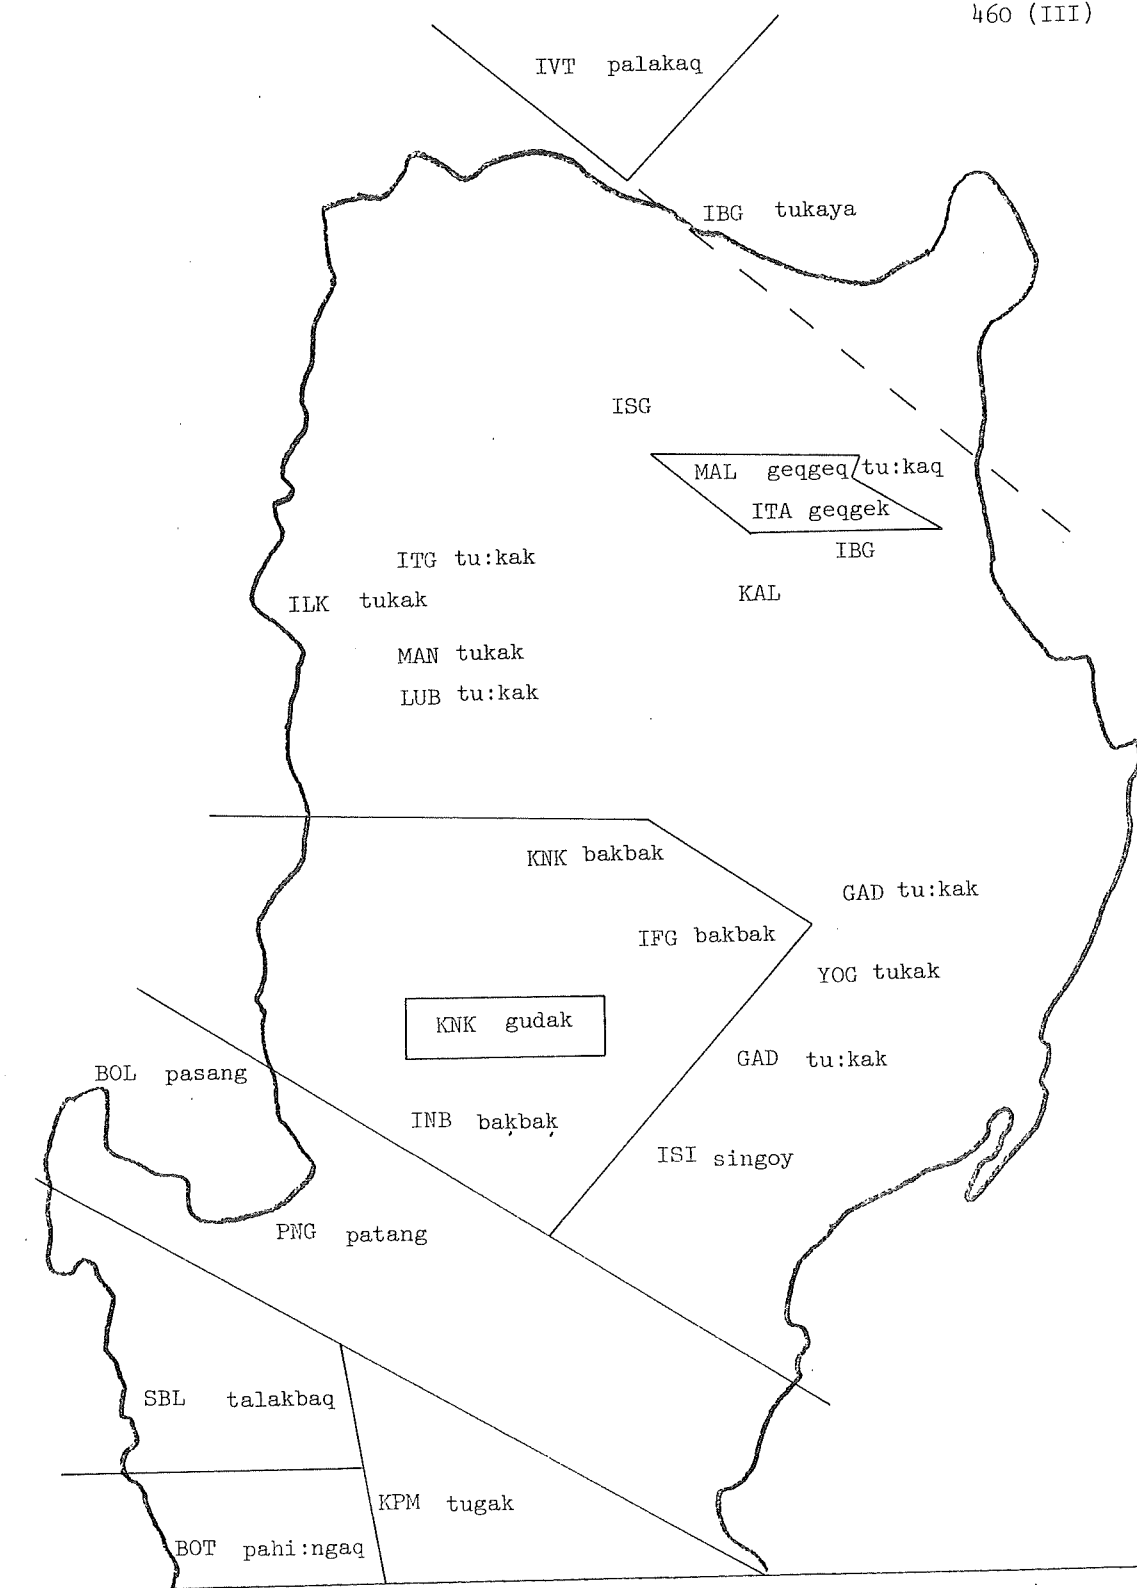 460 (III)
IVT palakaq
IBG tukaya
ISG
MAL geqgeq/tu:kaq
ITA geqgek
IBG
ITG tu:kak
KAL
ILK tukak
MAN tukak
LUB tu:kak
KNK bakbak
GAD tu:kak
IFG bakbak
YOG tukak
KNK gudak
GAD tu:kak
BOL pasang
INB baḳbaḳ
ISI singoy
PNG patang
SBL talakbaq
KPM tugak
BOT pahi:ngaq